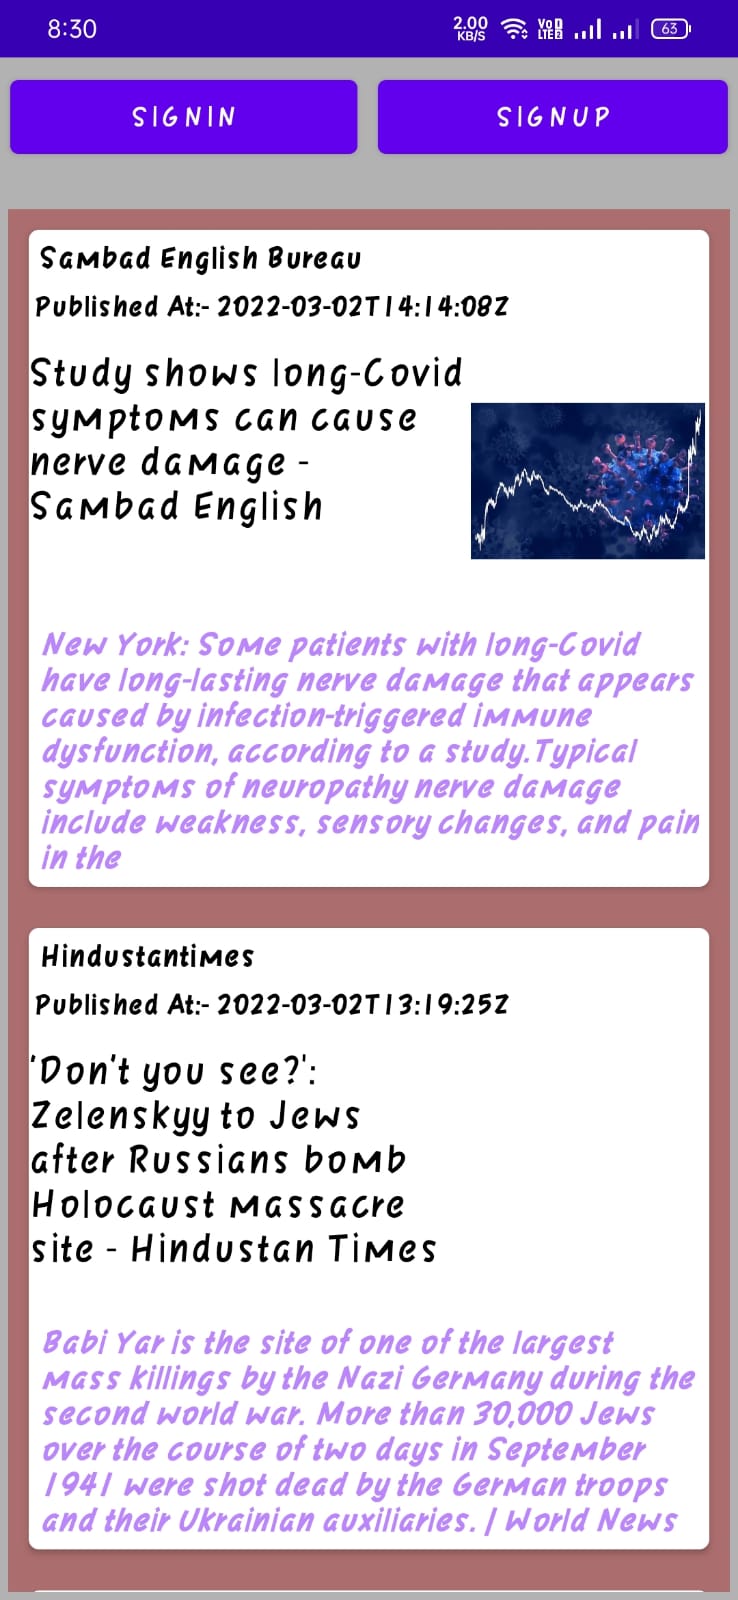 8:30
2.00 KB/S
VoD LTE2
63
SIGNIN
SIGNUP
Sambad English Bureau
Published At:- 2022-03-02T14:14:08Z
Study shows long-Covid
symptoms can cause
nerve damage -
Sambad English
New York: Some patients with long-Covid
have long-lasting nerve damage that appears
caused by infection-triggered immune
dysfunction, according to a study.Typical
symptoms of neuropathy nerve damage
include weakness, sensory changes, and pain
in the
Hindustantimes
Published At:- 2022-03-02T13:19:25Z
'Don't you see?':
Zelenskyy to Jews
after Russians bomb
Holocaust massacre
site - Hindustan Times
Babi Yar is the site of one of the largest
mass killings by the Nazi Germany during the
second world war. More than 30,000 Jews
over the course of two days in September
1941 were shot dead by the German troops
and their Ukrainian auxiliaries. | World News